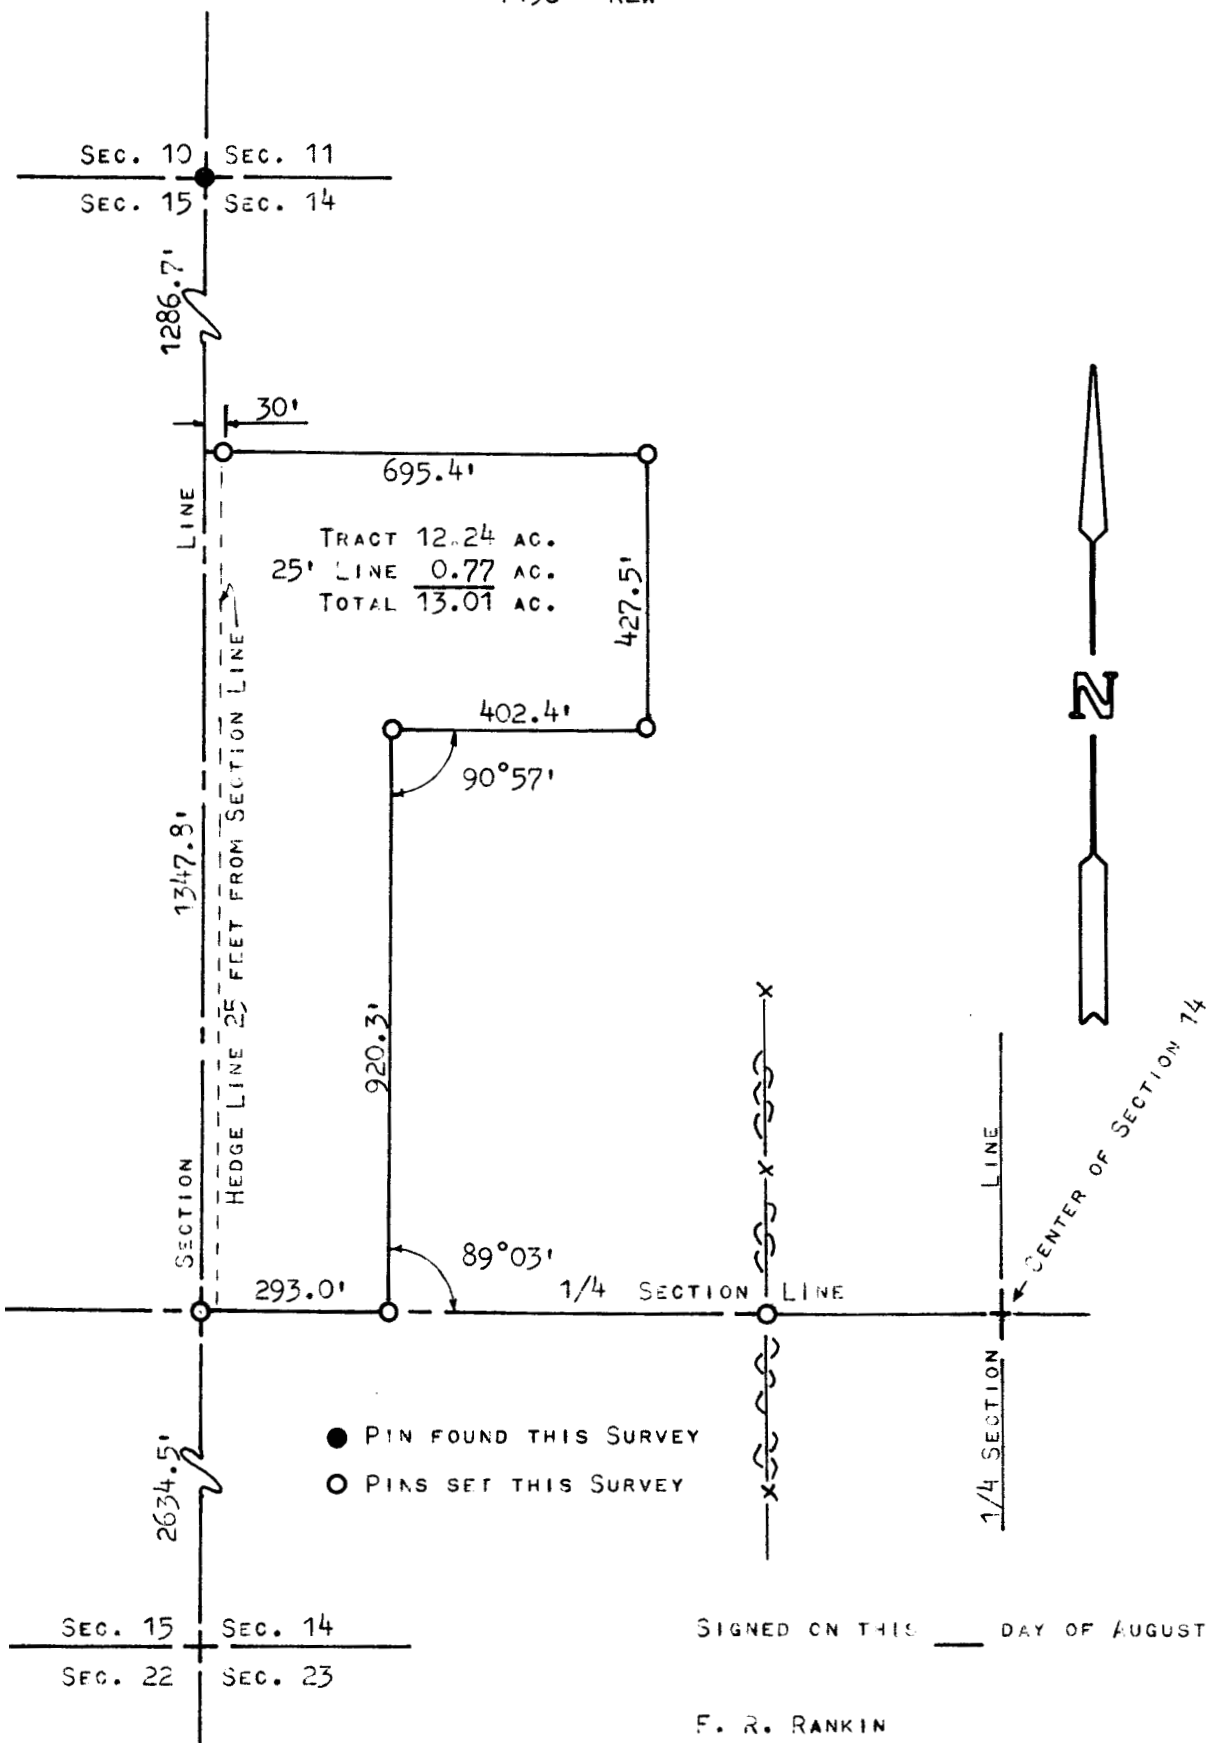 SEC. 10 SEC. 11
SEC. 15 SEC. 14
1286.7'
30'
695.4'
LINE
TRACT 12.24 AC.
25' LINE 0.77 AC.
TOTAL 13.01 AC.
427.5'
402.4'
90°57'
N
1347.8'
HEDGE LINE 25 FEET FROM SECTION LINE
920.3'
SECTION
89°03'
293.0'
1/4 SECTION LINE
LINE
CENTER OF SECTION 14
1/4 SECTION
PIN FOUND THIS SURVEY
PINS SET THIS SURVEY
2634.5'
SEC. 15 SEC. 14
SEC. 22 SEC. 23
SIGNED ON THIS ___ DAY OF AUGUST
F. R. RANKIN